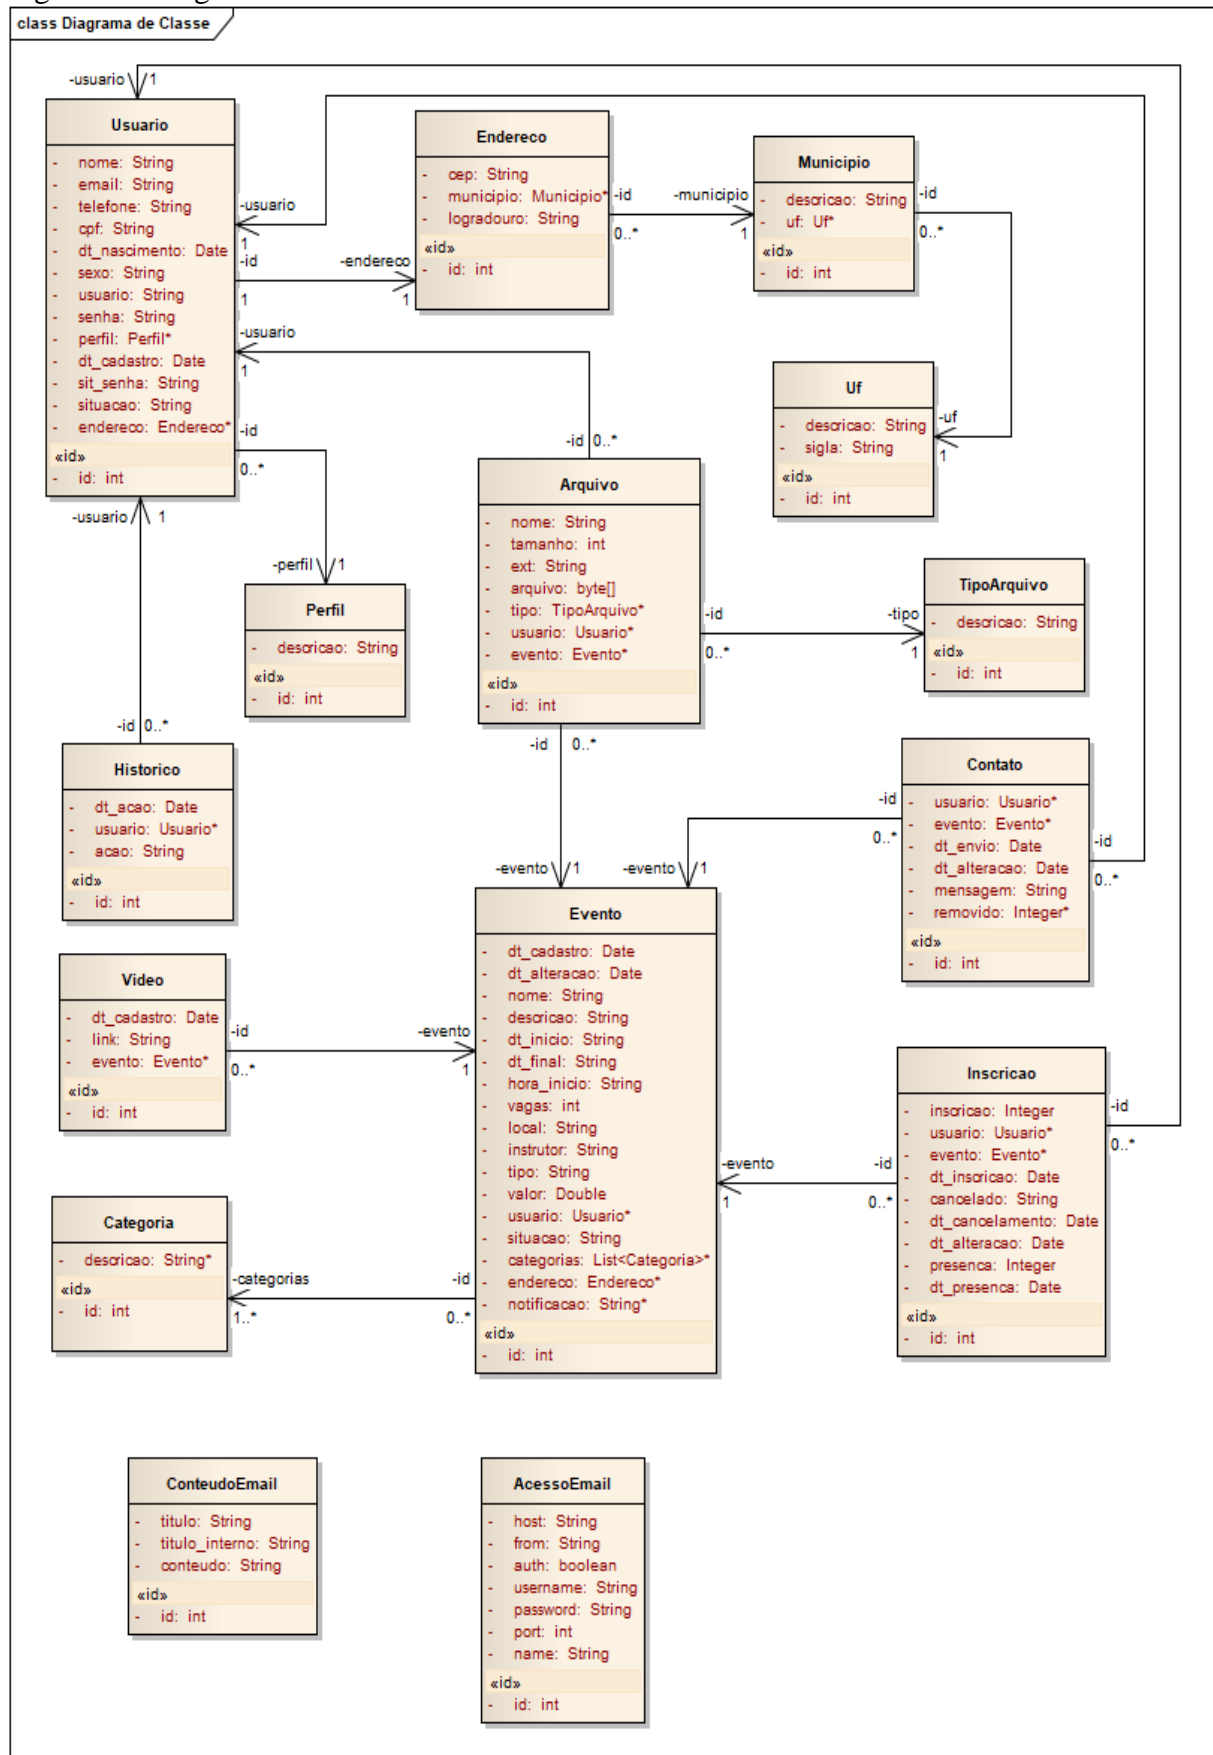 class Diagrama de Classe
-usuario
1
Usuario
- nome: String
- email: String
- telefone: String
- cpf: String
- dt_nascimento: Date
- sexo: String
- usuario: String
- senha: String
- perfil: Perfil*
- dt_cadastro: Date
- sit_senha: String
- situacao: String
- endereco: Endereco*
«id»
- id: int
-usuario
1
-id
1
-endereco
1
-usuario
1
-id
0..*
-usuario
1
Endereco
- cep: String
- municipio: Municipio*
- logradouro: String
«id»
- id: int
-id
0..*
-municipio
1
Municipio
- descricao: String
- uf: Uf*
«id»
- id: int
-id
0..*
Uf
- descricao: String
- sigla: String
«id»
- id: int
-uf
1
-id 0..*
Arquivo
- nome: String
- tamanho: int
- ext: String
- arquivo: byte[]
- tipo: TipoArquivo*
- usuario: Usuario*
- evento: Evento*
«id»
- id: int
-id
0..*
-tipo
1
TipoArquivo
- descricao: String
«id»
- id: int
-perfil
1
Perfil
- descricao: String
«id»
- id: int
-id 0..*
Historico
- dt_acao: Date
- usuario: Usuario*
- acao: String
«id»
- id: int
-id 0..*
-evento
1
-evento
1
-id
0..*
Contato
- usuario: Usuario*
- evento: Evento*
- dt_envio: Date
- dt_alteracao: Date
- mensagem: String
- removido: Integer*
«id»
- id: int
-id
0..*
Evento
- dt_cadastro: Date
- dt_alteracao: Date
- nome: String
- descricao: String
- dt_inicio: String
- dt_final: String
- hora_inicio: String
- vagas: int
- local: String
- instrutor: String
- tipo: String
- valor: Double
- usuario: Usuario*
- situacao: String
- categorias: List<Categoria>*
- endereco: Endereco*
- notificacao: String*
«id»
- id: int
Video
- dt_cadastro: Date
- link: String
- evento: Evento*
«id»
- id: int
-id
0..*
-evento
1
Inscricao
- inscricao: Integer
- usuario: Usuario*
- evento: Evento*
- dt_inscricao: Date
- cancelado: String
- dt_cancelamento: Date
- dt_alteracao: Date
- presenca: Integer
- dt_presenca: Date
«id»
- id: int
-id
0..*
-evento
1
-id
0..*
Categoria
- descricao: String*
«id»
- id: int
-categorias
1..*
-id
0..*
ConteudoEmail
- titulo: String
- titulo_interno: String
- conteudo: String
«id»
- id: int
AcessoEmail
- host: String
- from: String
- auth: boolean
- username: String
- password: String
- port: int
- name: String
«id»
- id: int